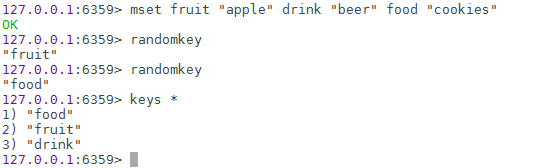 127.0.0.1:6359> mset fruit "apple" drink "beer" food "cookies"
OK
127.0.0.1:6359> randomkey
"fruit"
127.0.0.1:6359> randomkey
"food"
127.0.0.1:6359> keys *
1) "food"
2) "fruit"
3) "drink"
127.0.0.1:6359>